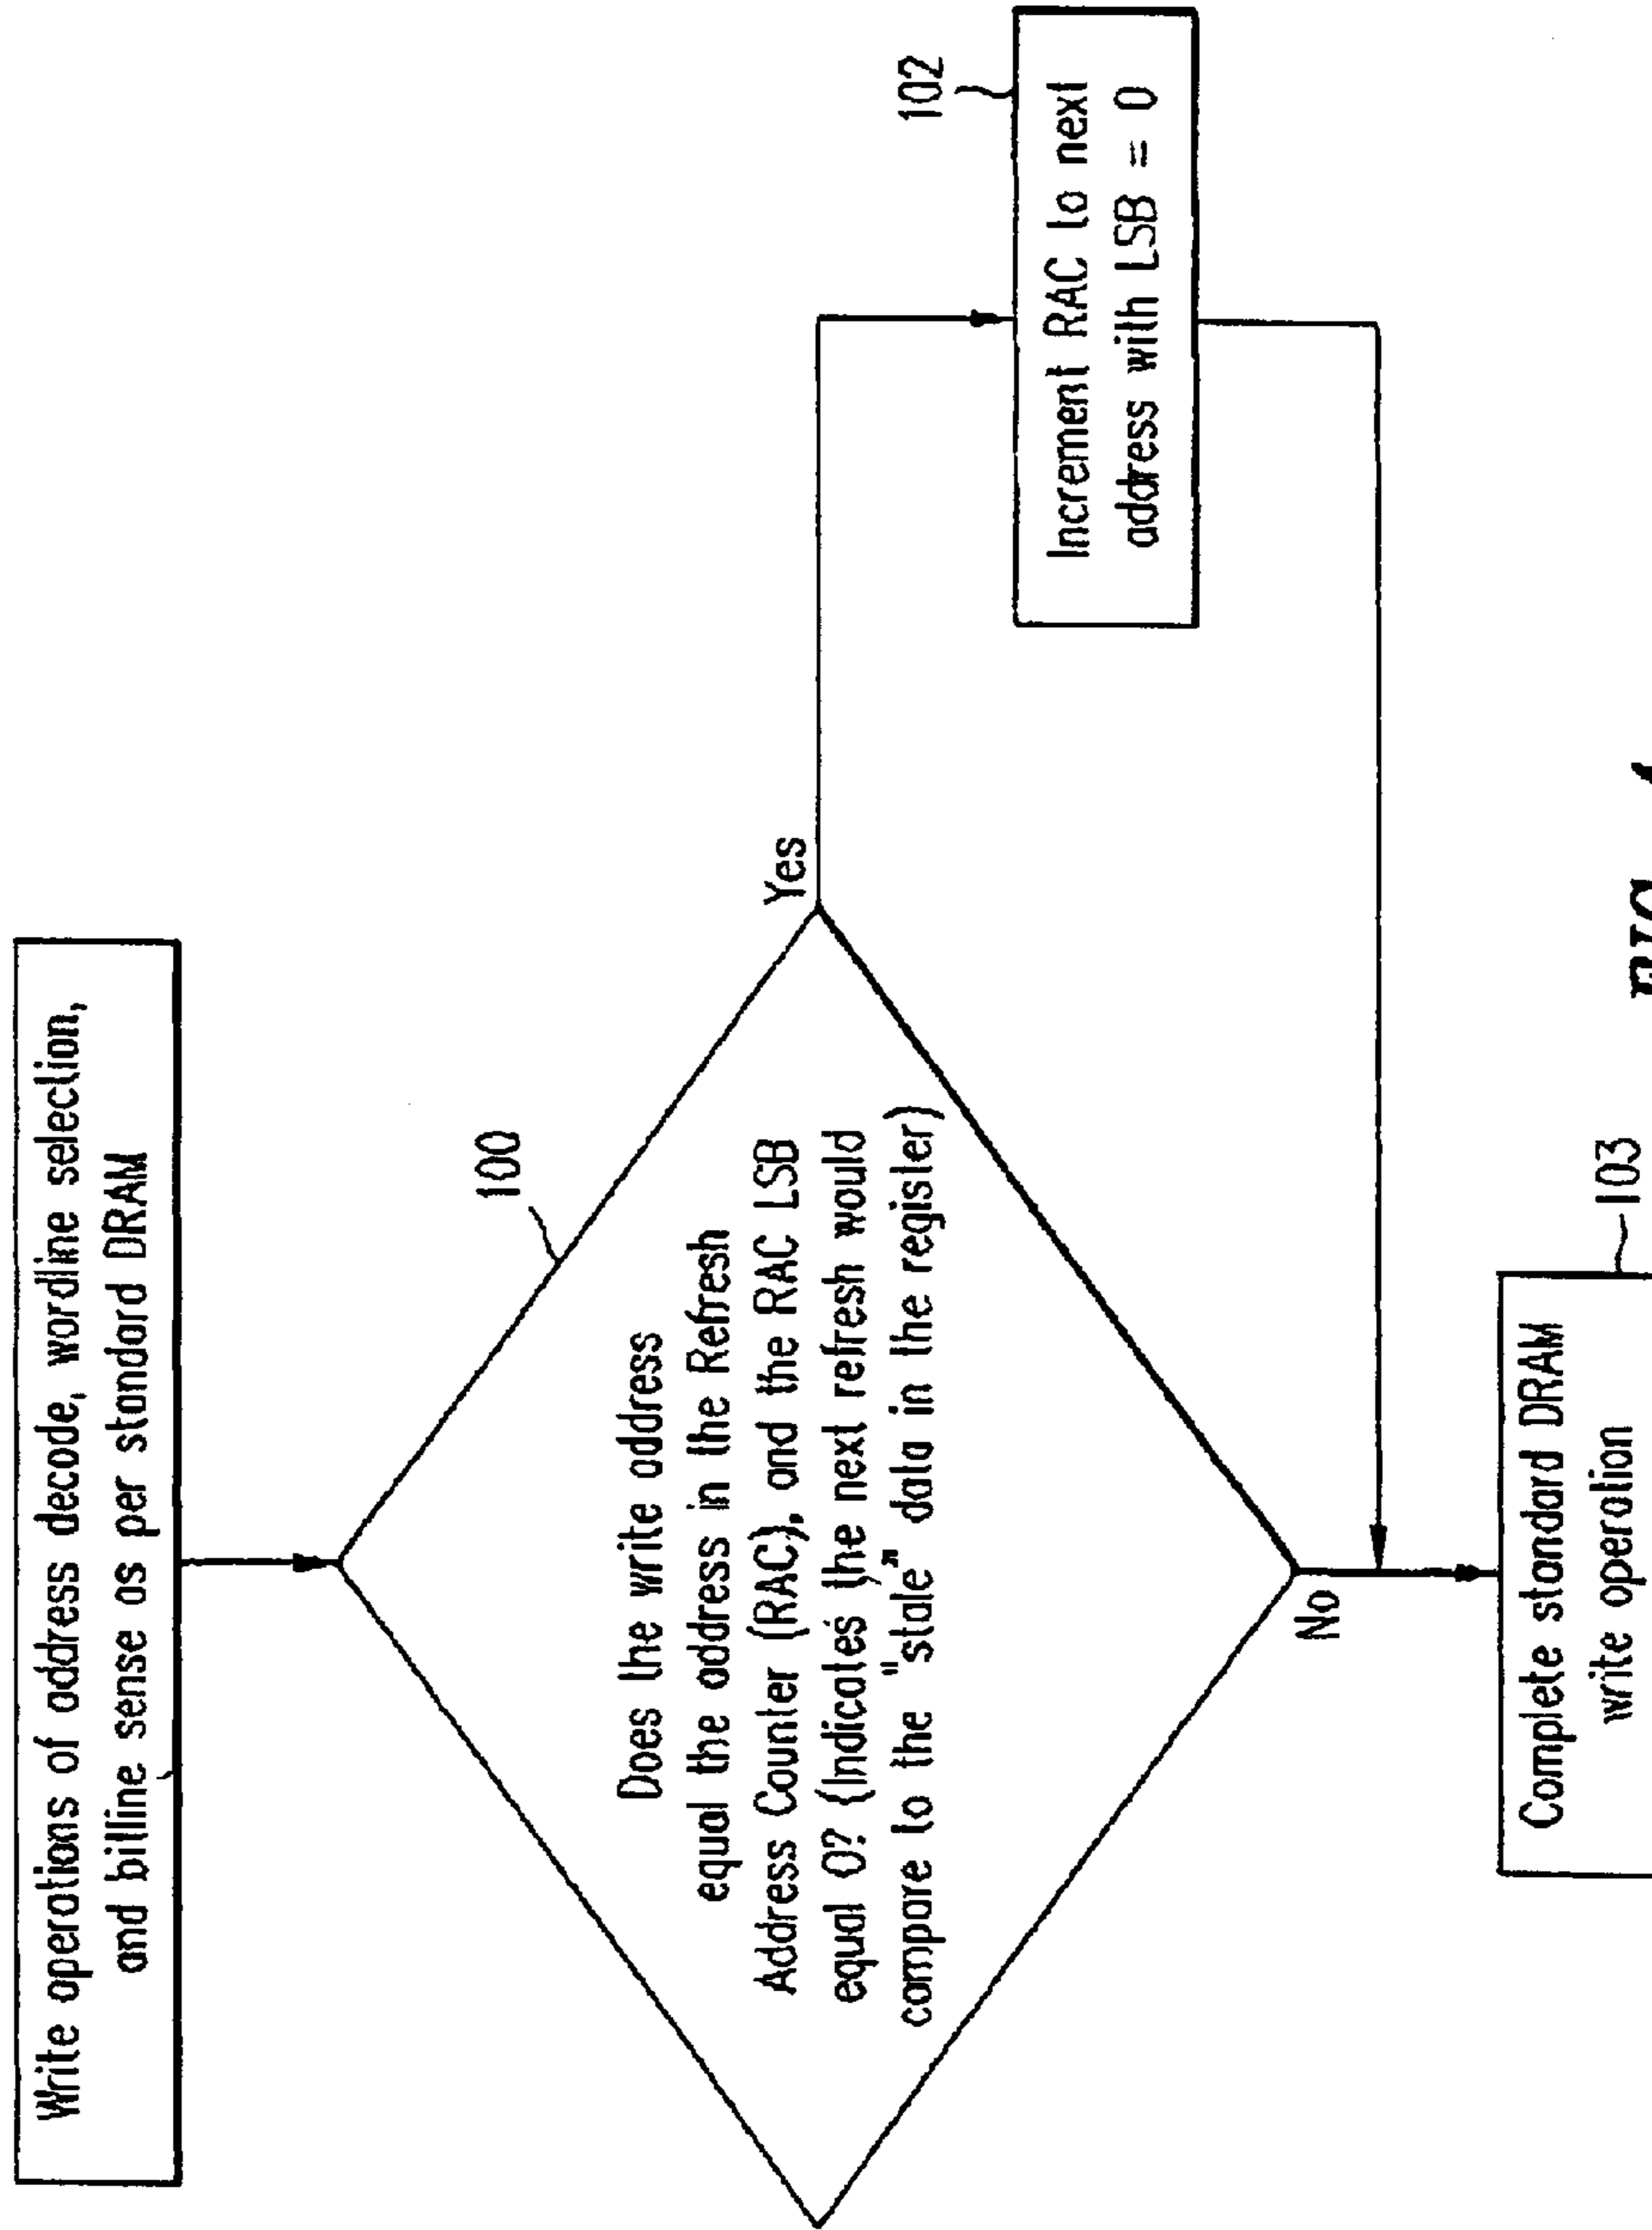 Write operations of address decode, wordline selection,
and bitline sense as per standard DRAM
100
Does the write address
equal the address in the Refresh
Address Counter (RAC), and the RAC LSB
equal 0? (Indicates the next refresh would
compare to the "stale" data in the register)
Yes
102
Increment RAC to next
address with LSB = 0
No
103
Complete standard DRAM
write operation